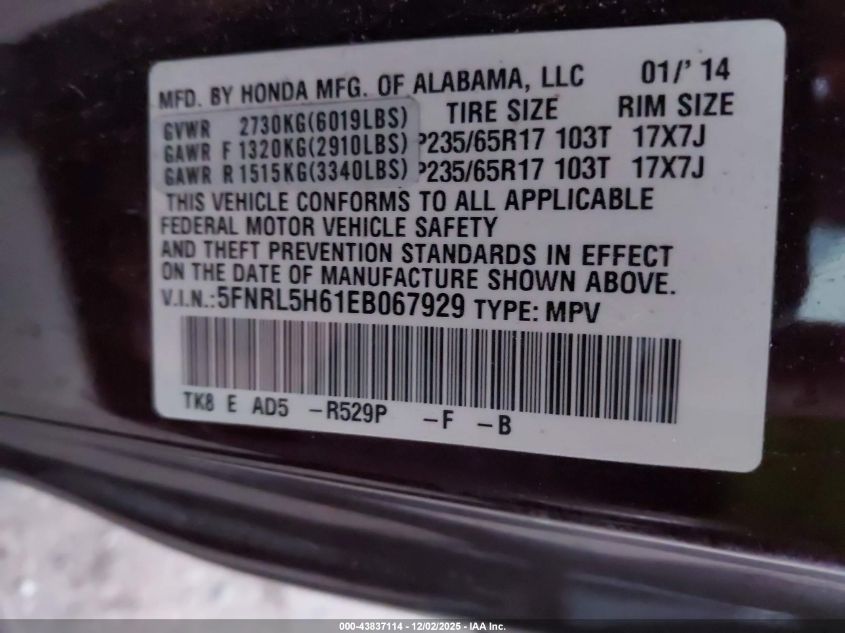 MFD. BY HONDA MFG. OF ALABAMA, LLC 01/'14
GVWR 2730KG(6019LBS) TIRE SIZE RIM SIZE
GAWR F 1320KG(2910LBS) P235/65R17 103T 17X7J
GAWR R 1515KG(3340LBS) P235/65R17 103T 17X7J
THIS VEHICLE CONFORMS TO ALL APPLICABLE
FEDERAL MOTOR VEHICLE SAFETY
AND THEFT PREVENTION STANDARDS IN EFFECT
ON THE DATE OF MANUFACTURE SHOWN ABOVE.
V.I.N.:5FNRL5H61EB067929 TYPE: MPV
TK8 E AD5 -R529P -F -B
000-43837114 - 12/02/2025 - IAA